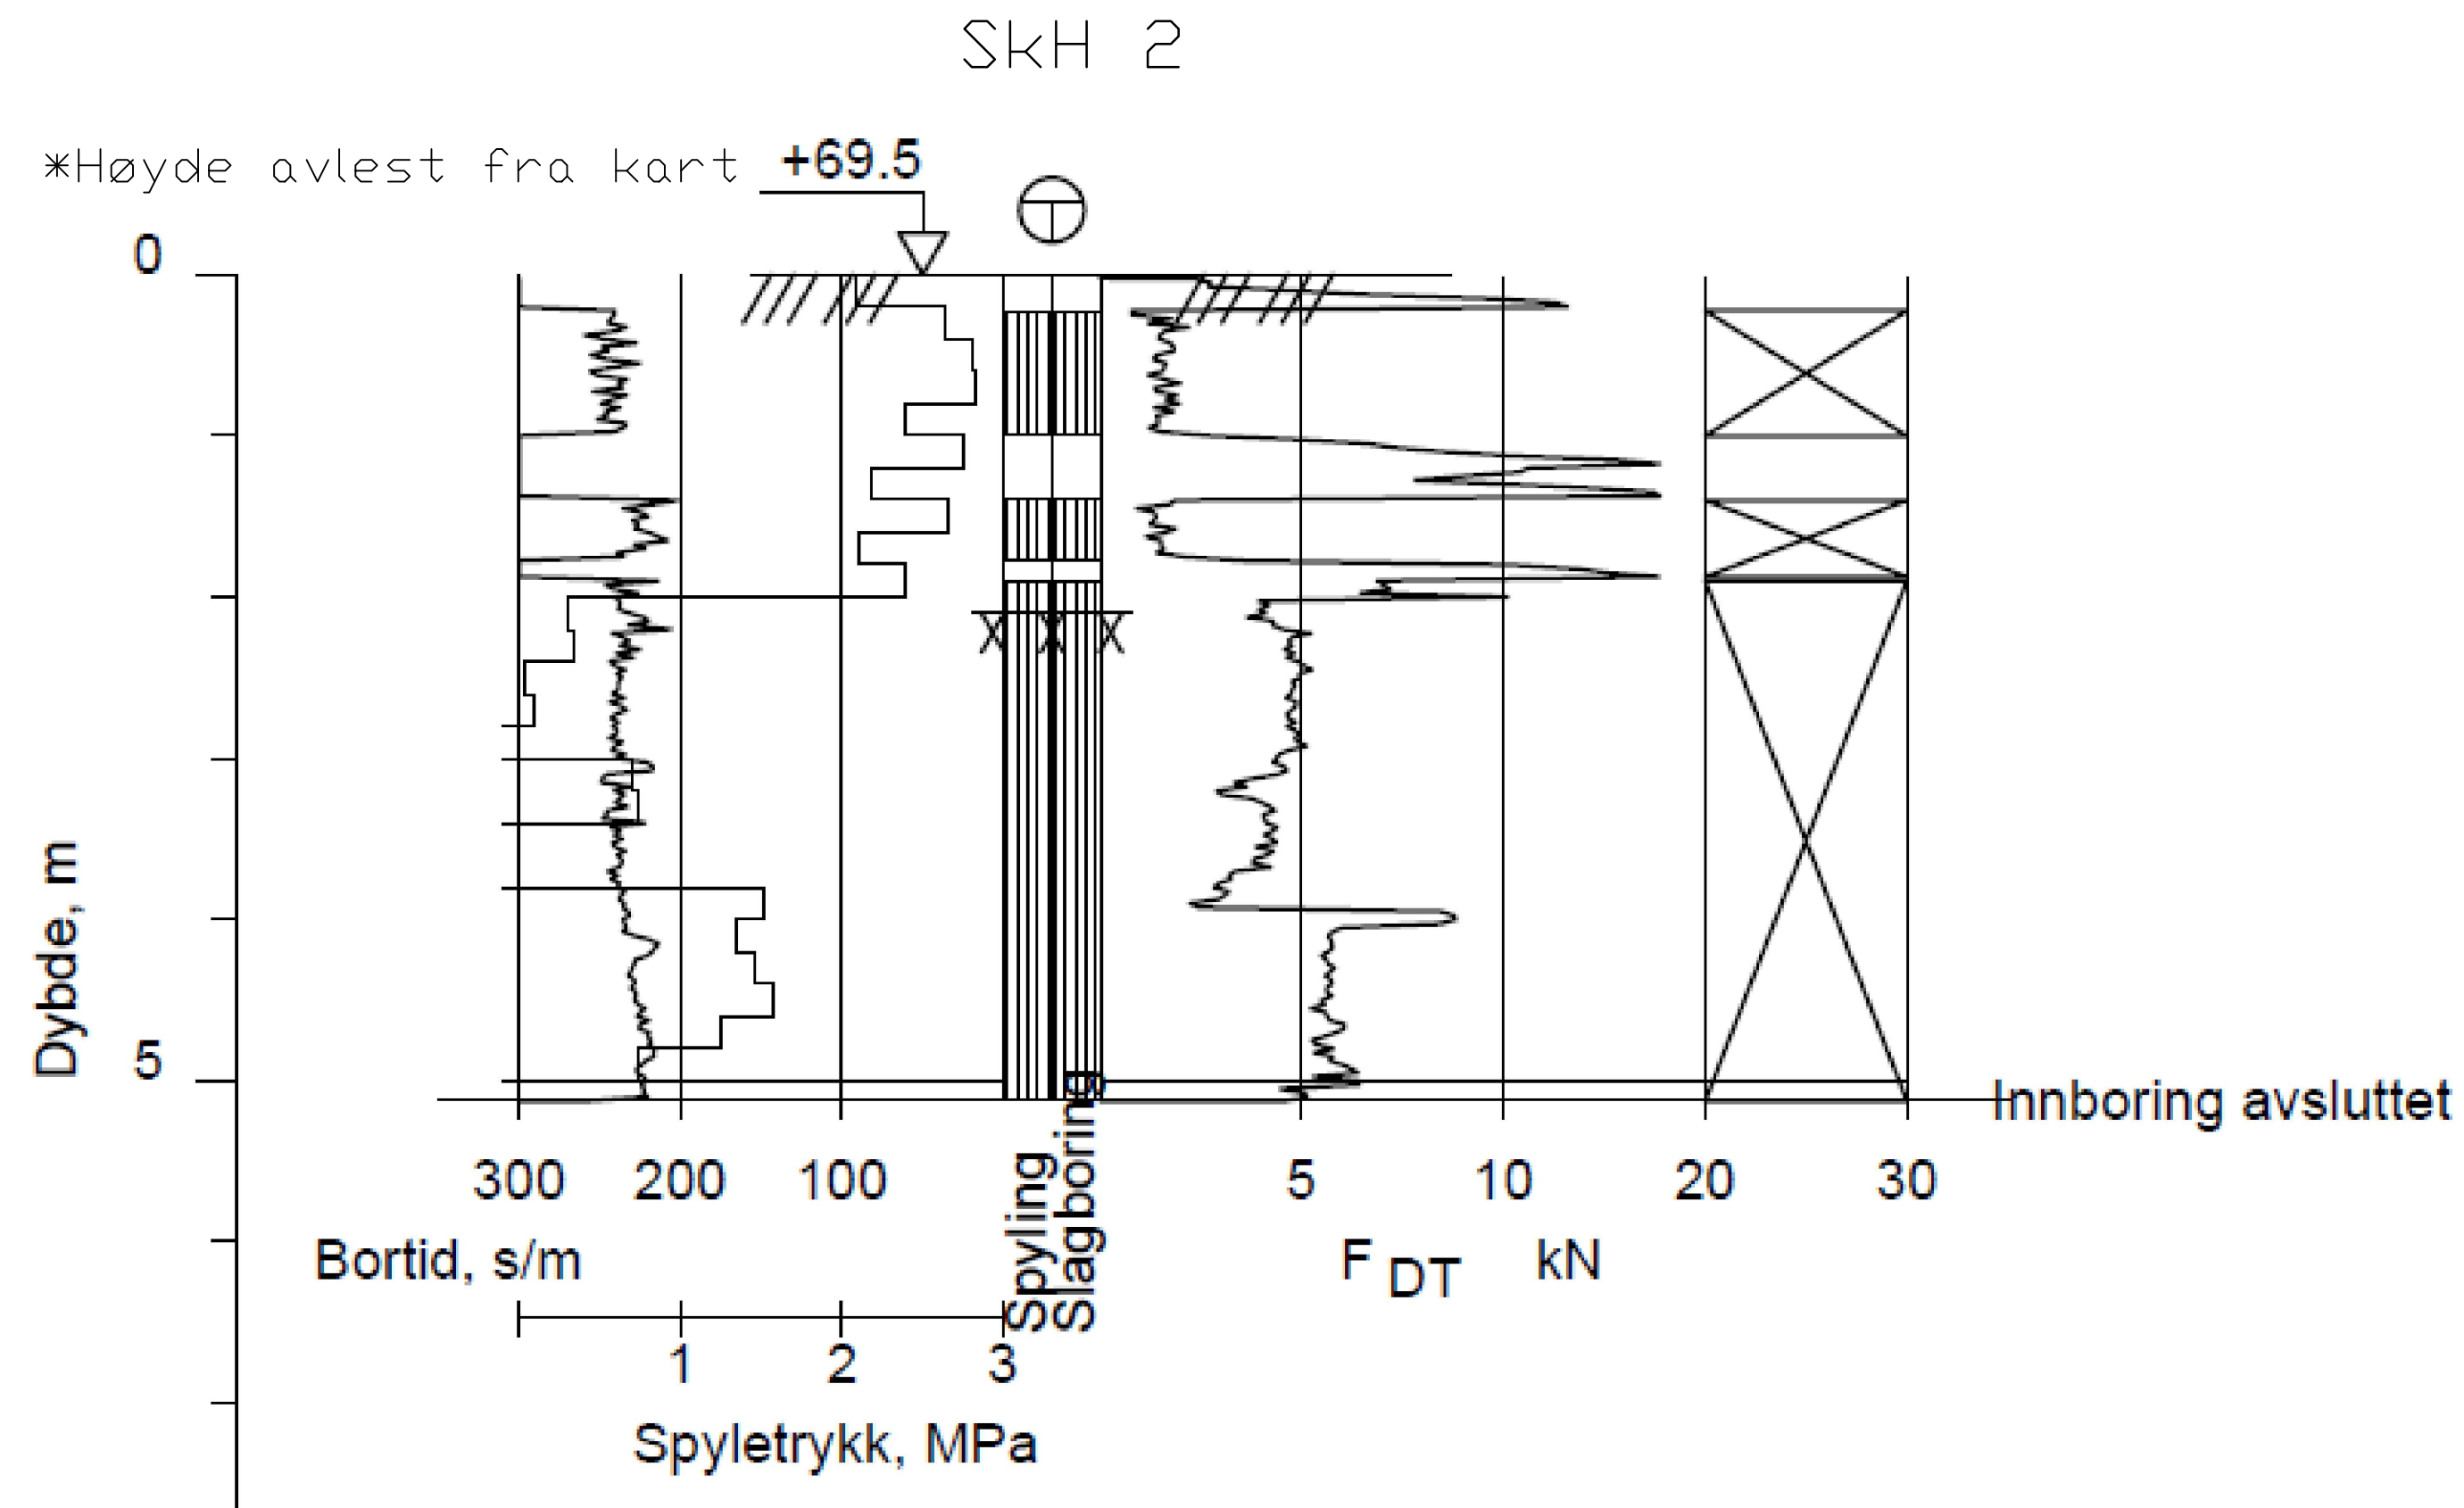 SkH 2
*Høyde avlest fra kart +69.5
0
Dybde, m
5
Innboring avsluttet
300 200 100 5 10 20 30
Bortid, s/m
Spyling
Slagboring
F DT kN
1 2 3
Spyletrykk, MPa